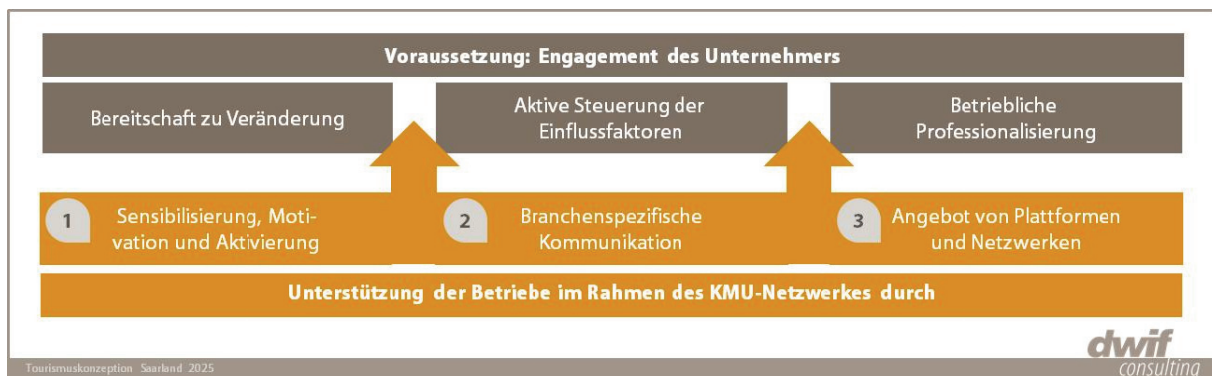 Voraussetzung: Engagement des Unternehmers
Bereitschaft zu Veränderung
Aktive Steuerung der
Einflussfaktoren
Betriebliche
Professionalisierung
1
Sensibilisierung, Moti-
vation und Aktivierung
2
Branchenspezifische
Kommunikation
3
Angebot von Plattformen
und Netzwerken
Unterstützung der Betriebe im Rahmen des KMU-Netzwerkes durch
Tourismuskonzeption Saarland 2025
dwif
consulting